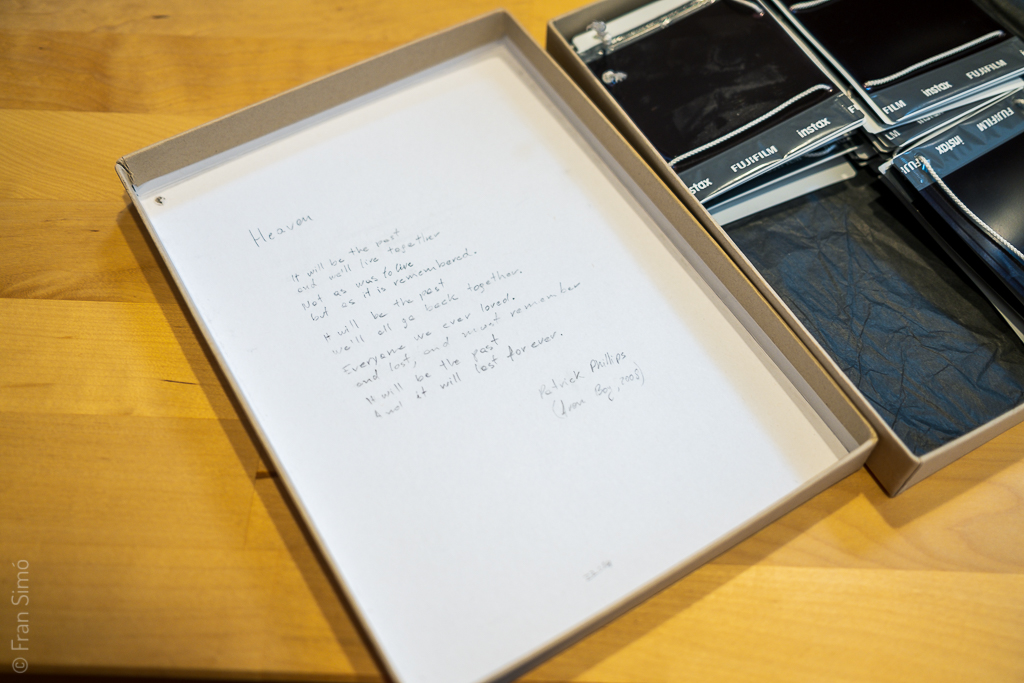 Heaven
It will be the past
and we'll live together
Not as was to live
but as it is remembered.
It will be the past
we'll all go back together.
Everyone we ever loved.
and lost, and must remember
It will be the past
And it will last forever.
Patrick Phillips
(from Boy, 2008)
FUJIFILM instax
stax FUJIFILM instax
FILM instax FUJIFILM
FUJIFILM
instax
© Fran Simó